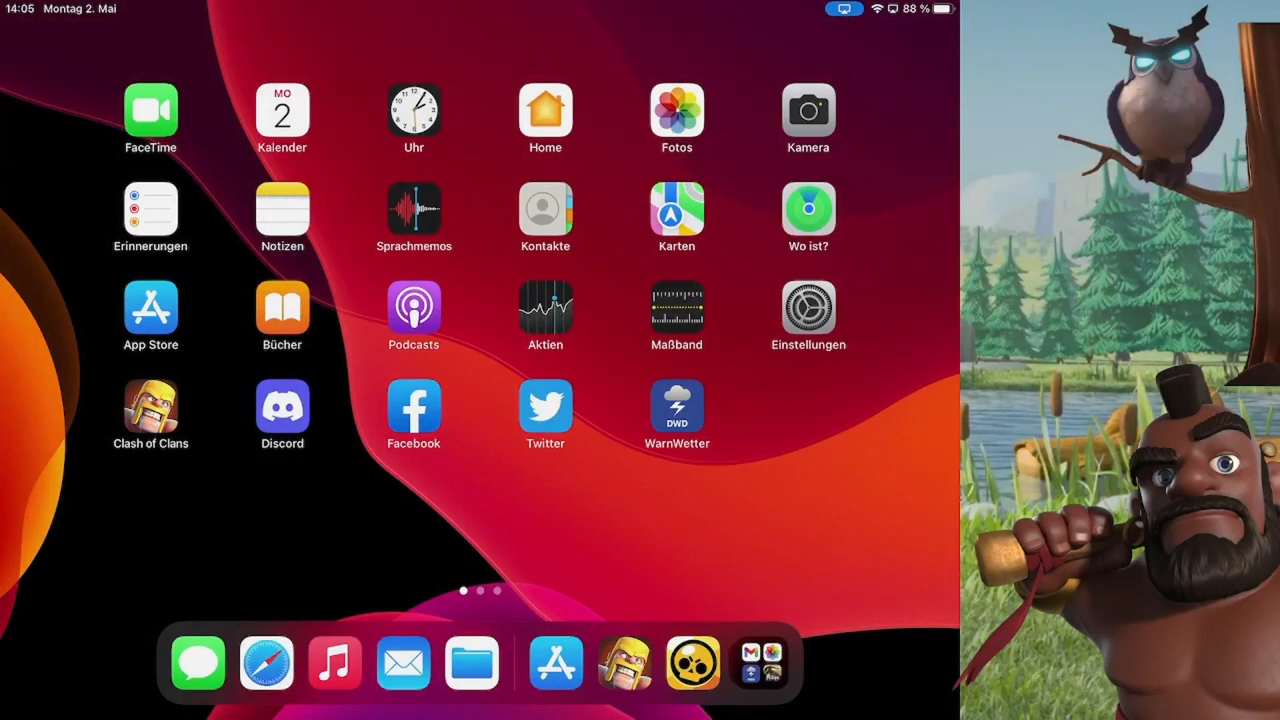 14:05 Montag 2. Mai 88 %
MO
2
FaceTime Kalender Uhr Home Fotos Kamera
Erinnerungen Notizen Sprachmemos Kontakte Karten Wo ist?
App Store Bücher Podcasts Aktien Maßband Einstellungen
DWD
Clash of Clans Discord Facebook Twitter WarnWetter